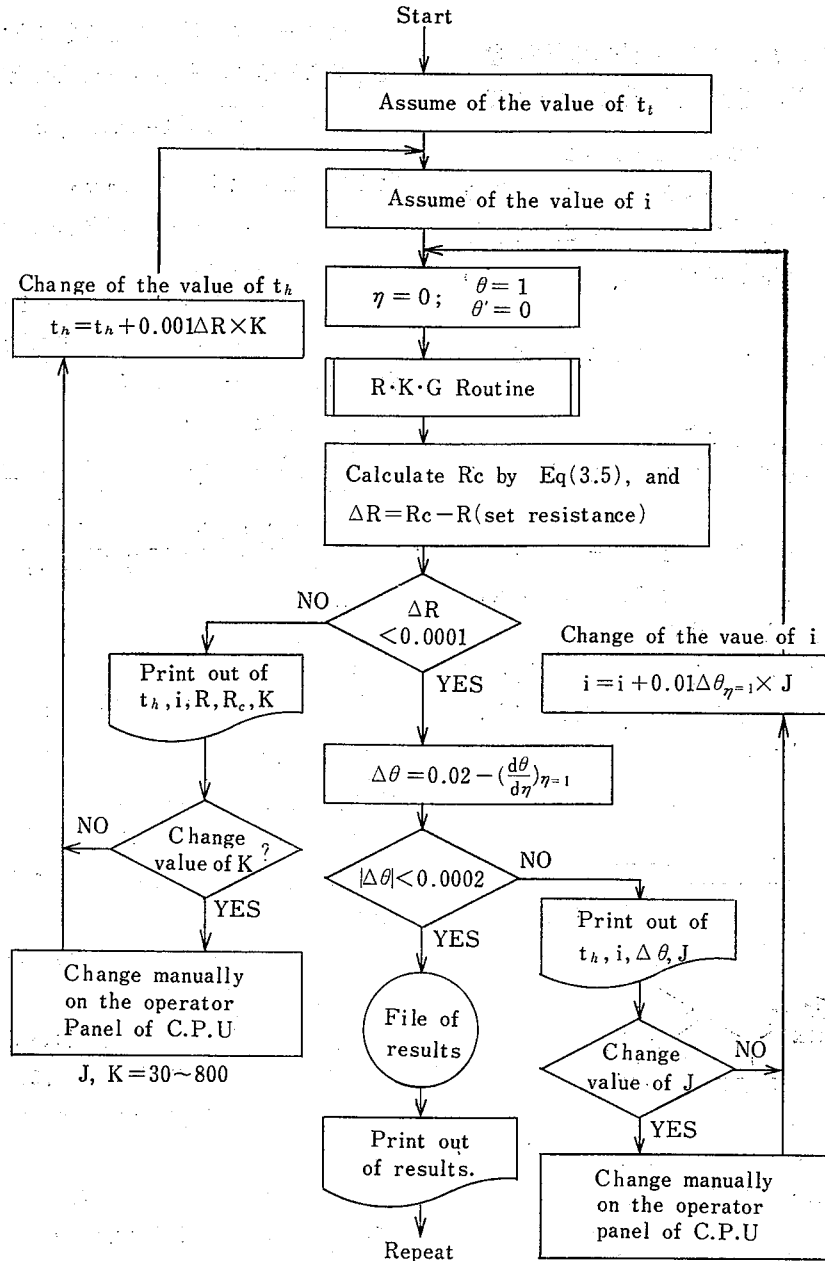 Start
Assume of the value of tₜ
Assume of the value of i
Change of the value of tₕ
tₕ=tₕ+0.001ΔR×K
η=0; θ=1
θ'=0
R·K·G Routine
Calculate Rc by Eq(3.5), and
ΔR=Rc−R(set resistance)
NO
ΔR
<0.0001
YES
Change of the vaue of i
i=i+0.01Δθη=1×J
Print out of
tₕ,i,R,R꜀,K
Δθ=0.02−(dθ/dη)η=1
NO
Change
value of K?
YES
|Δθ|<0.0002
NO
YES
Print out of
tₕ,i,Δθ,J
Change manually
on the operator
Panel of C.P.U
J, K=30~800
File of
results
Change
value of J
NO
YES
Print out
of results.
Change manually
on the operator
panel of C.P.U
Repeat